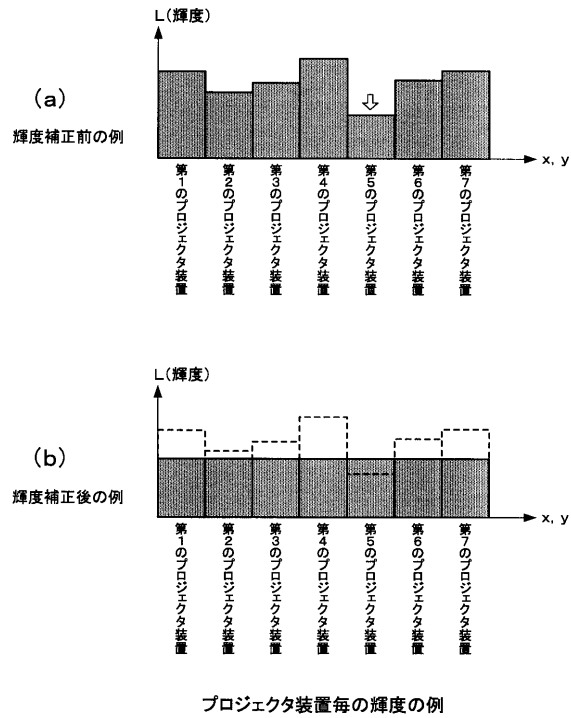 L(輝度)
(a)
輝度補正前の例
x, y
第1のプロジェクタ装置
第2のプロジェクタ装置
第3のプロジェクタ装置
第4のプロジェクタ装置
第5のプロジェクタ装置
第6のプロジェクタ装置
第7のプロジェクタ装置
L(輝度)
(b)
輝度補正後の例
x, y
第1のプロジェクタ装置
第2のプロジェクタ装置
第3のプロジェクタ装置
第4のプロジェクタ装置
第5のプロジェクタ装置
第6のプロジェクタ装置
第7のプロジェクタ装置
プロジェクタ装置毎の輝度の例